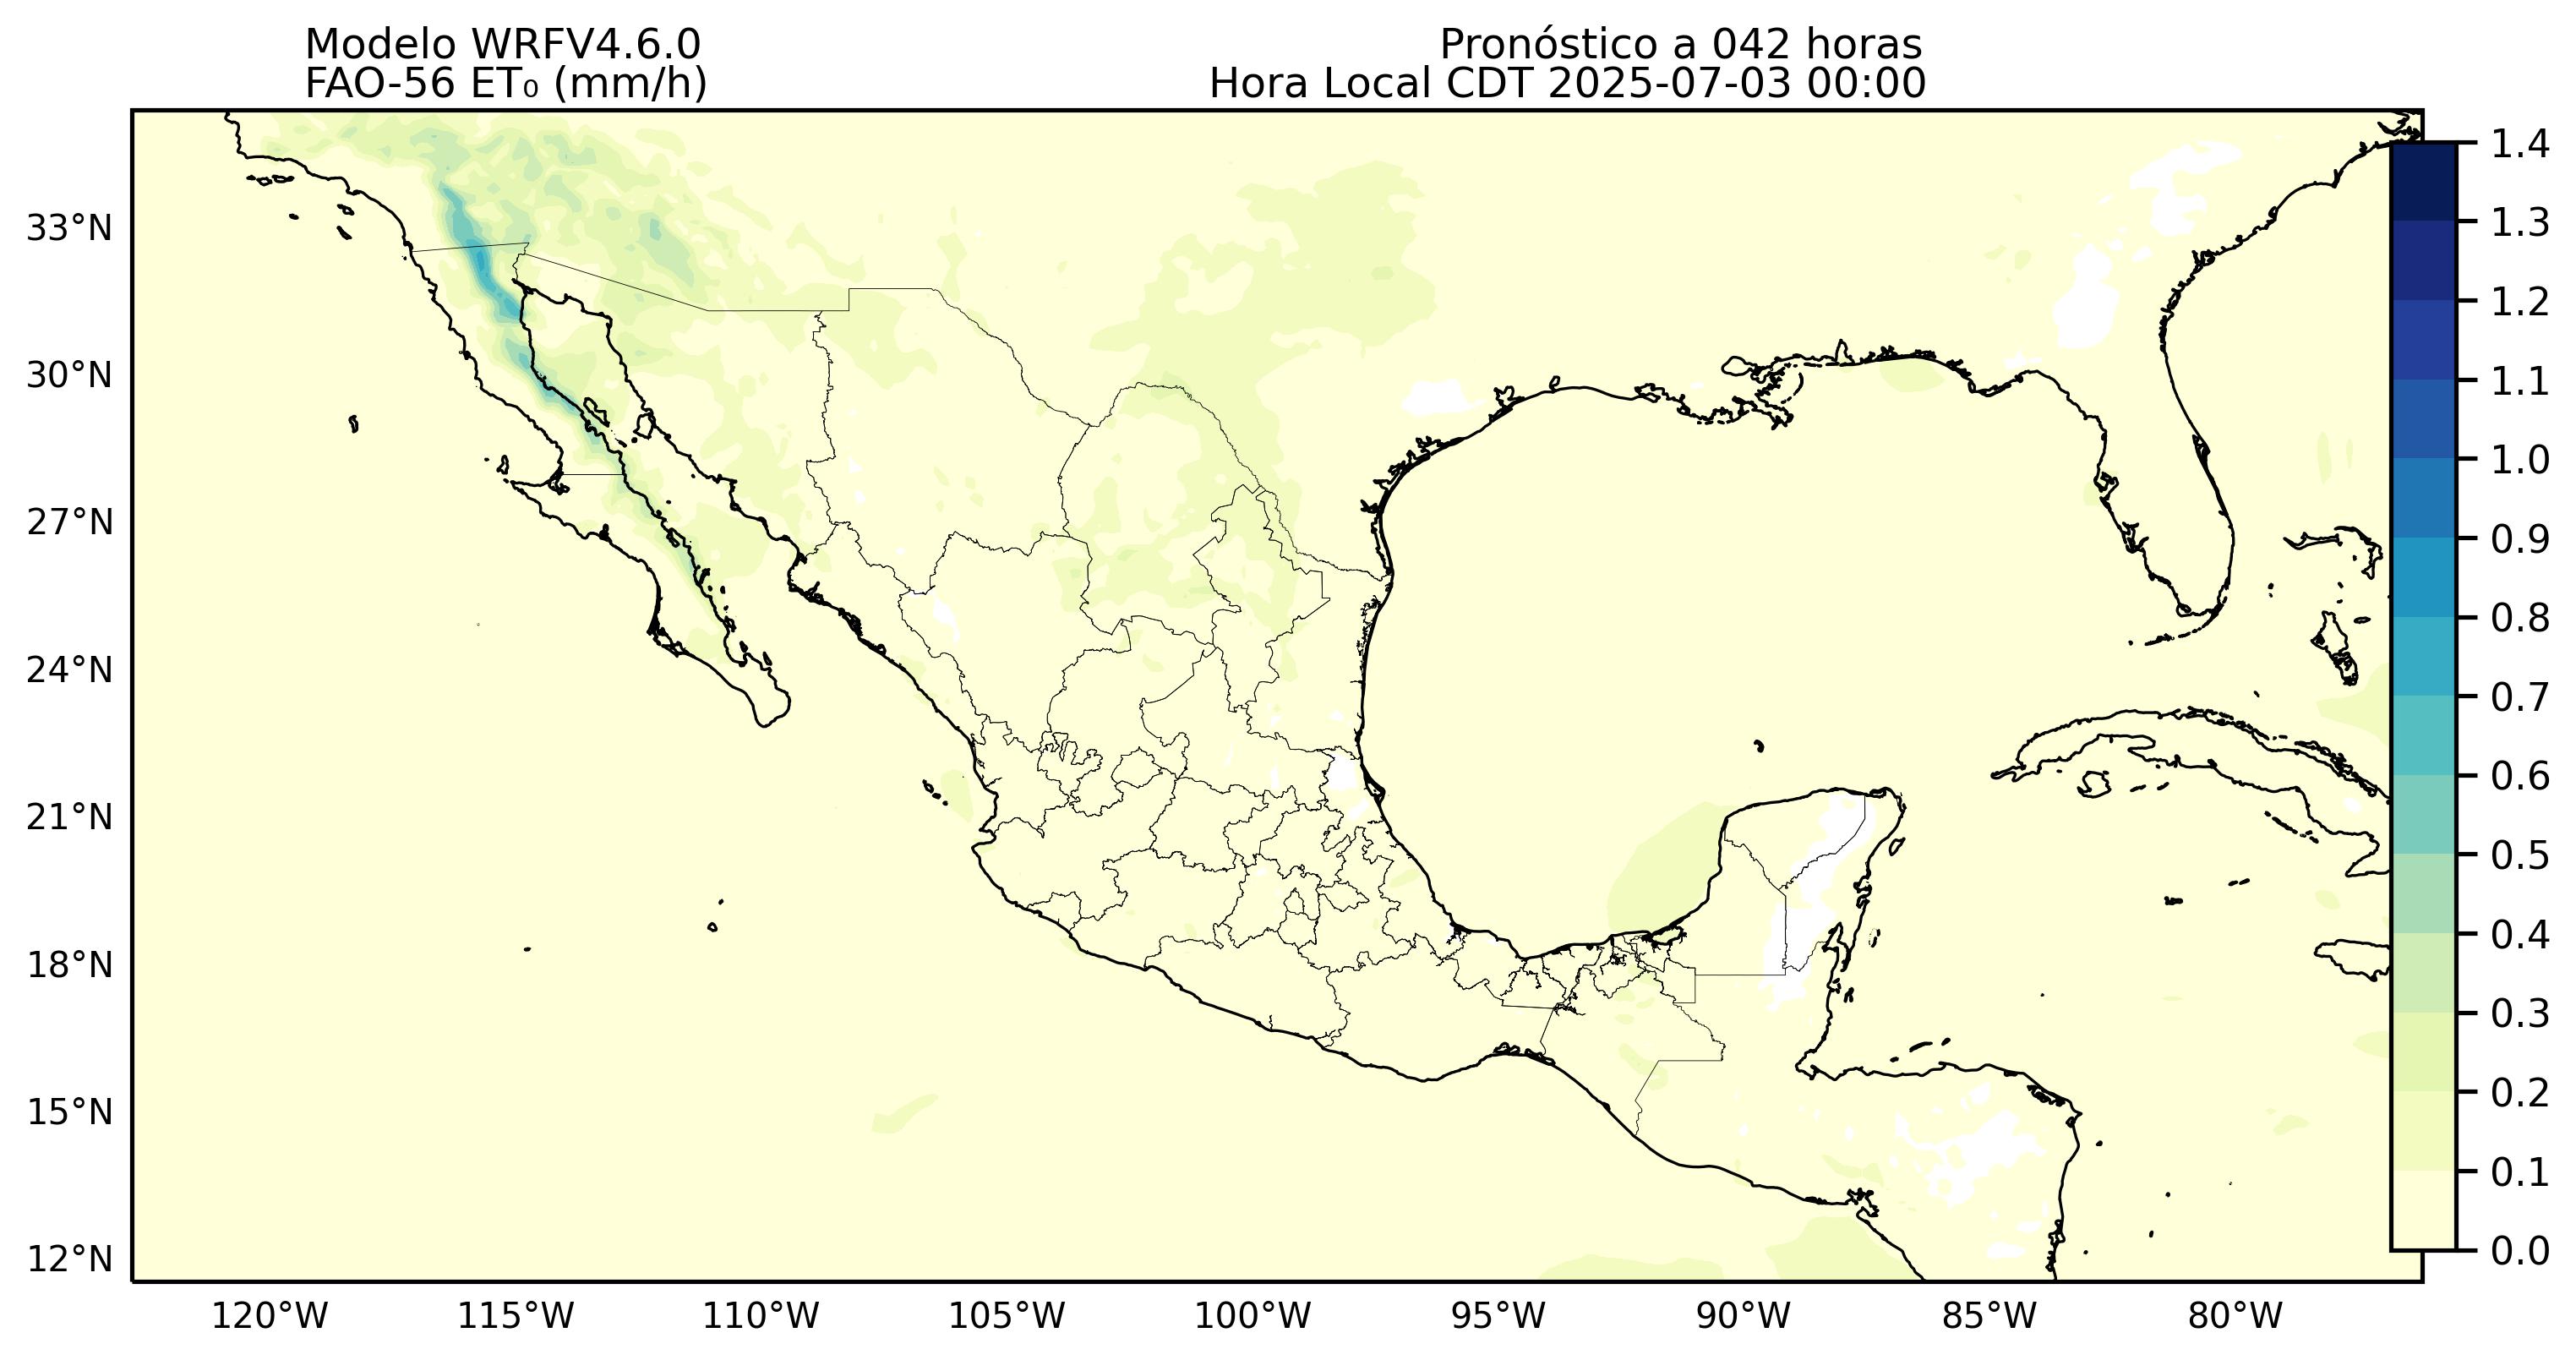 Modelo WRFV4.6.0
FAO-56 ET₀ (mm/h)
Pronóstico a 042 horas
Hora Local CDT 2025-07-03 00:00
33°N
30°N
27°N
24°N
21°N
18°N
15°N
12°N
120°W
115°W
110°W
105°W
100°W
95°W
90°W
85°W
80°W
1.4
1.3
1.2
1.1
1.0
0.9
0.8
0.7
0.6
0.5
0.4
0.3
0.2
0.1
0.0